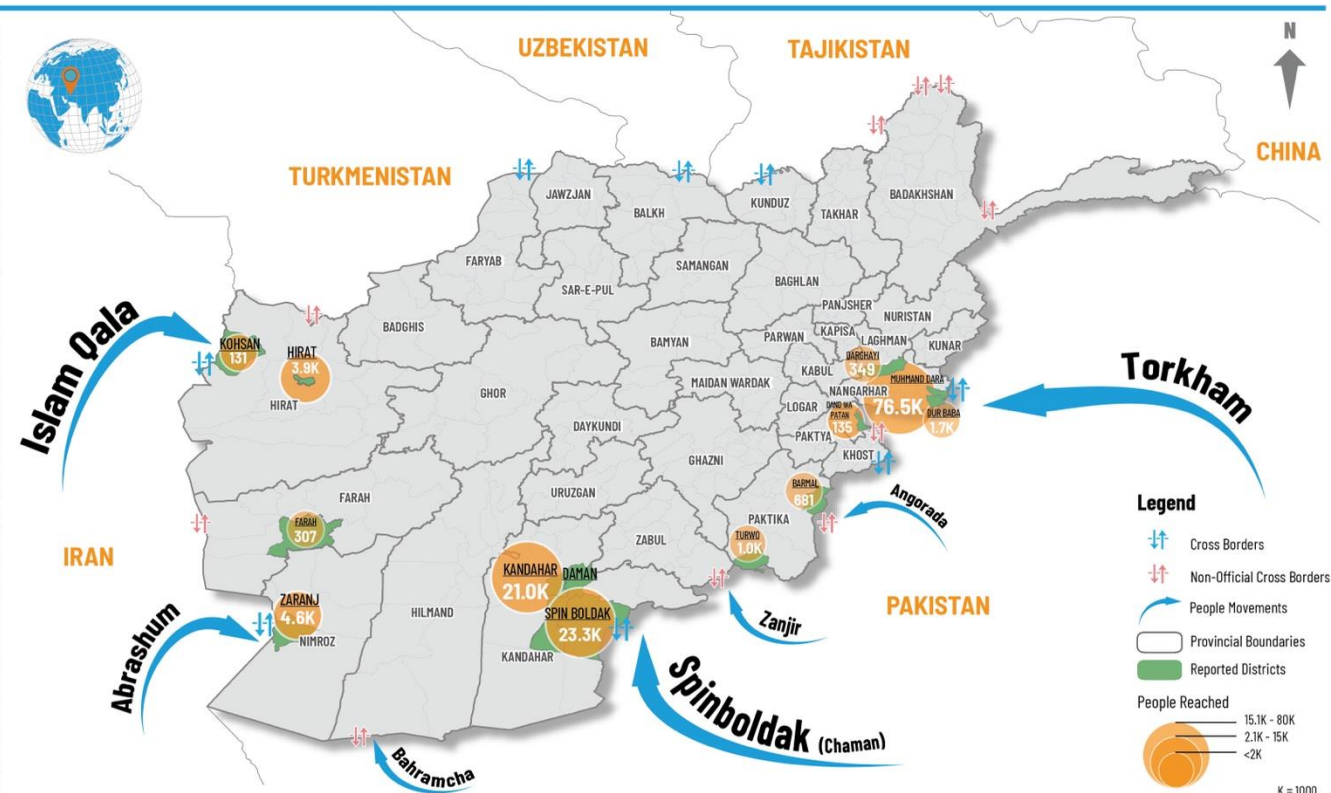 UZBEKISTAN
TAJIKISTAN
N
CHINA
TURKMENISTAN
JAWZJAN
BALKH
KUNDUZ
TAKHAR
BADAKHSHAN
FARYAB
SAMANGAN
BAGHLAN
SAR-E-PUL
PANJSHER
NURISTAN
Islam Qala
KOHSAN
131
HIRAT
3.9K
HIRAT
BADGHIS
BAMYAN
PARWAN
KAPISA
LAGHMAN
KUNAR
QARGHAYI
349
KABUL
MUHMAND DARA
76.5K
NANGARHAR
DUR BABA
1.7K
Torkham
GHOR
MAIDAN WARDAK
LOGAR
DAND WA
PATAN
135
PAKTYA
KHOST
DAYKUNDI
GHAZNI
URUZGAN
BARMAL
681
Angorada
FARAH
FARAH
307
PAKTIKA
TURWO
1.0K
ZABUL
IRAN
KANDAHAR
21.0K
DAMAN
SPIN BOLDAK
23.3K
KANDAHAR
HILMAND
ZARANJ
4.6K
NIMROZ
Abrashum
PAKISTAN
Zanjir
Spinboldak (Chaman)
Bahramcha
Legend
Cross Borders
Non-Official Cross Borders
People Movements
Provincial Boundaries
Reported Districts
People Reached
15.1K - 80K
2.1K - 15K
<2K
K = 1000